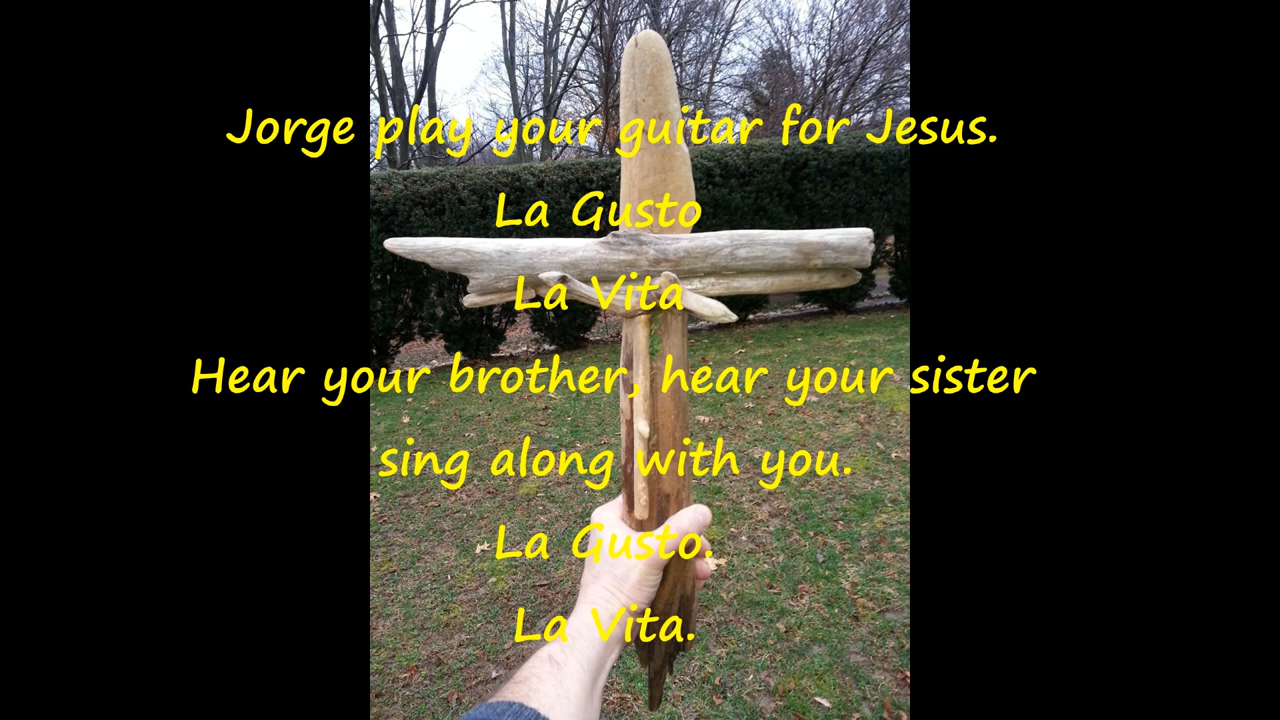 Jorge play your guitar for Jesus.
La Gusto
La Vita
Hear your brother, hear your sister
sing along with you.
La Gusto.
La Vita.